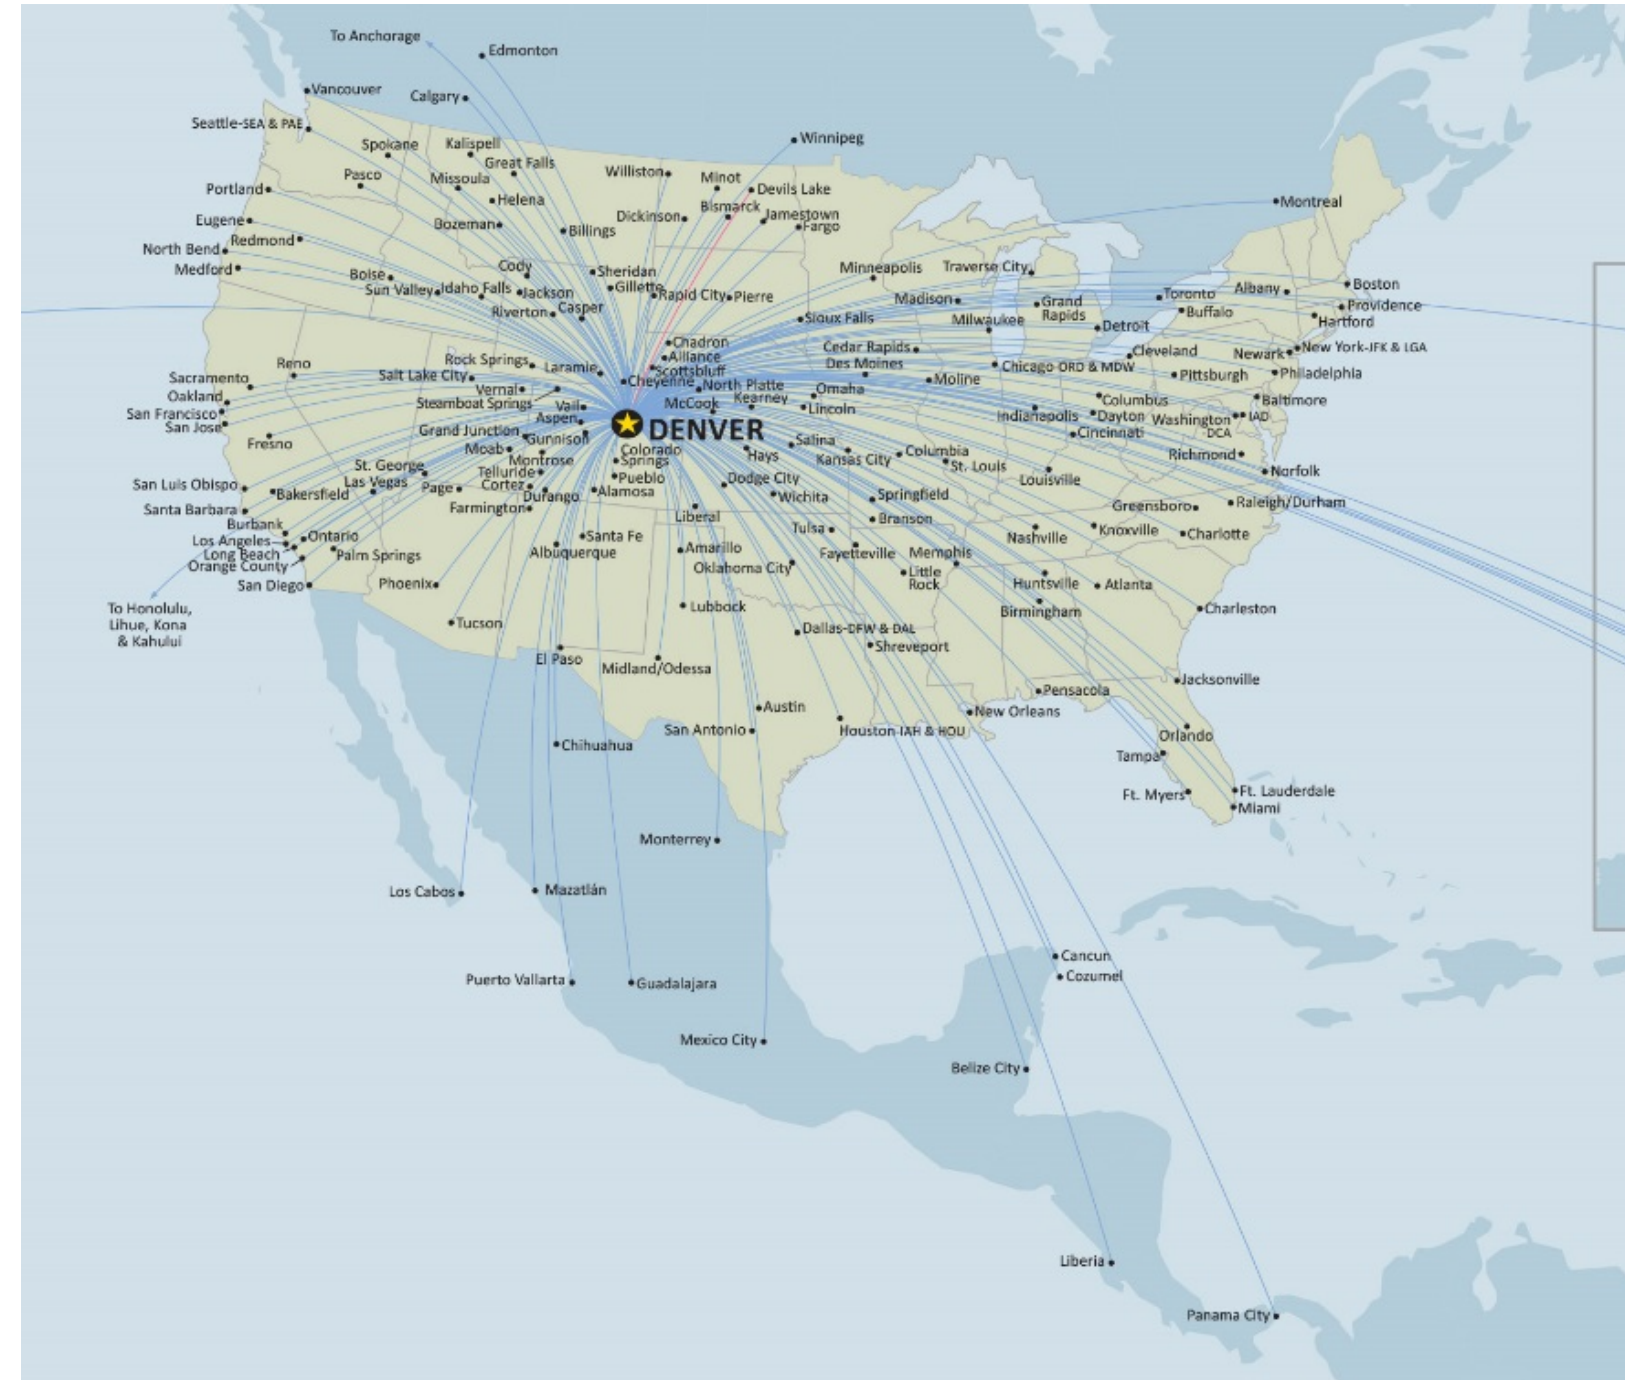 To Anchorage
Edmonton
Vancouver
Calgary
Seattle-SEA & PAE
Winnipeg
Spokane
Kalispell
Great Falls
Pasco
Missoula
Williston
Minot
Devils Lake
Portland
Helena
Montreal
Eugene
Bozeman
Billings
Dickinson
Bismarck
Jamestown
Fargo
North Bend
Redmond
Medford
Boise
Cody
Sheridan
Gillette
Minneapolis
Traverse City
Sun Valley
Idaho Falls
Jackson
Rapid City
Pierre
Boston
Albany
Toronto
Madison
Grand
Rapids
Providence
Riverton
Casper
Sioux Falls
Milwaukee
Buffalo
Hartford
Detroit
Chadron
Alliance
Scottsbluff
Cedar Rapids
Des Moines
Cleveland
Newark
New York-JFK & LGA
Reno
Rock Springs
Laramie
Cheyenne
North Platte
Chicago-ORD & MDW
Pittsburgh
Philadelphia
Sacramento
Salt Lake City
Vernal
Omaha
Moline
Oakland
Steamboat Springs
McCook
Kearney
Lincoln
Columbus
Baltimore
San Francisco
San Jose
Vail
Aspen
Indianapolis
Dayton
Washington
IAD
DCA
Fresno
Grand Junction
Gunnison
DENVER
Cincinnati
Moab
Montrose
Colorado
Springs
Hays
Salina
Kansas City
Columbia
St. Louis
Richmond
St. George
Telluride
Pueblo
Dodge City
Louisville
Norfolk
San Luis Obispo
Bakersfield
Las Vegas
Page
Cortez
Durango
Alamosa
Wichita
Springfield
Greensboro
Raleigh/Durham
Santa Barbara
Farmington
Liberal
Branson
Burbank
Los Angeles
Ontario
Santa Fe
Tulsa
Nashville
Knoxville
Charlotte
Long Beach
Palm Springs
Albuquerque
Amarillo
Fayetteville
Memphis
Orange County
Oklahoma City
Little
Rock
San Diego
Phoenix
Huntsville
Atlanta
To Honolulu,
Lihue, Kona
& Kahului
Lubbock
Birmingham
Charleston
Tucson
Dallas-DFW & DAL
Shreveport
El Paso
Midland/Odessa
Jacksonville
Pensacola
Austin
New Orleans
San Antonio
Houston-IAH & HOU
Orlando
Chihuahua
Tampa
Ft. Myers
Ft. Lauderdale
Miami
Monterrey
Los Cabos
Mazatlán
Cancun
Cozumel
Puerto Vallarta
Guadalajara
Mexico City
Belize City
Liberia
Panama City